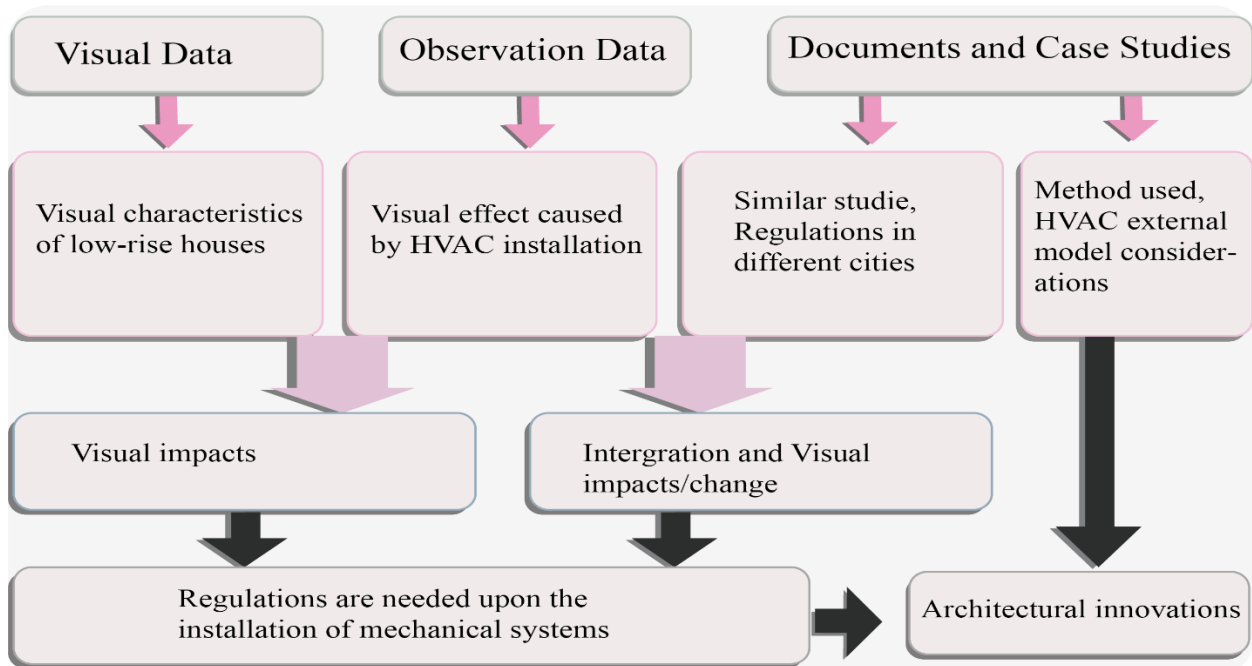 Visual Data
Observation Data
Documents and Case Studies
Visual characteristics
of low-rise houses
Visual effect caused
by HVAC installation
Similar studie,
Regulations in
different cities
Method used,
HVAC external
model consider-
ations
Visual impacts
Intergration and Visual
impacts/change
Regulations are needed upon the
installation of mechanical systems
Architectural innovations